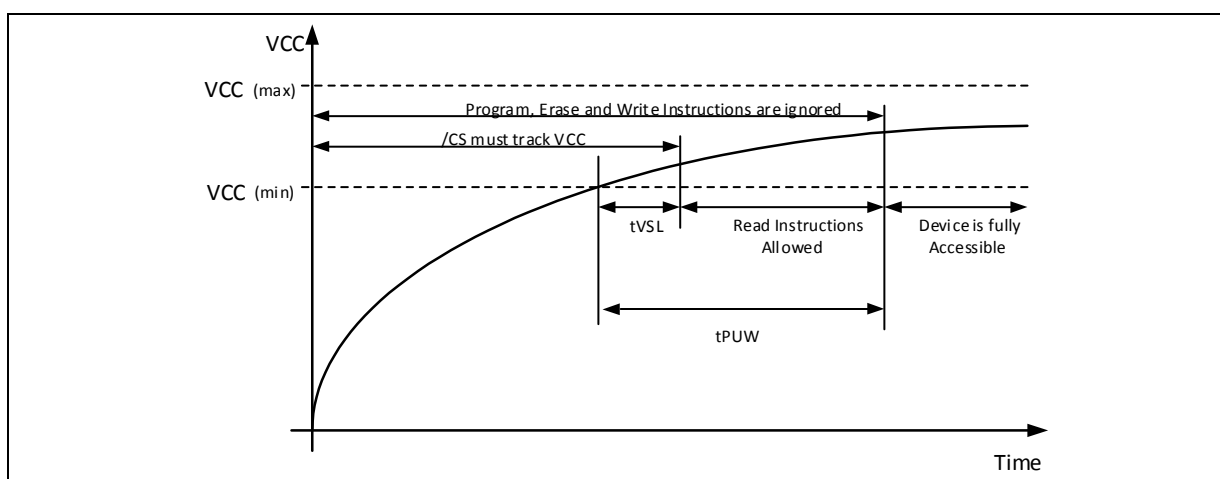 VCC
VCC (max)
Program, Erase and Write Instructions are ignored
/CS must track VCC
VCC (min)
tVSL
Read Instructions
Allowed
Device is fully
Accessible
tPUW
Time